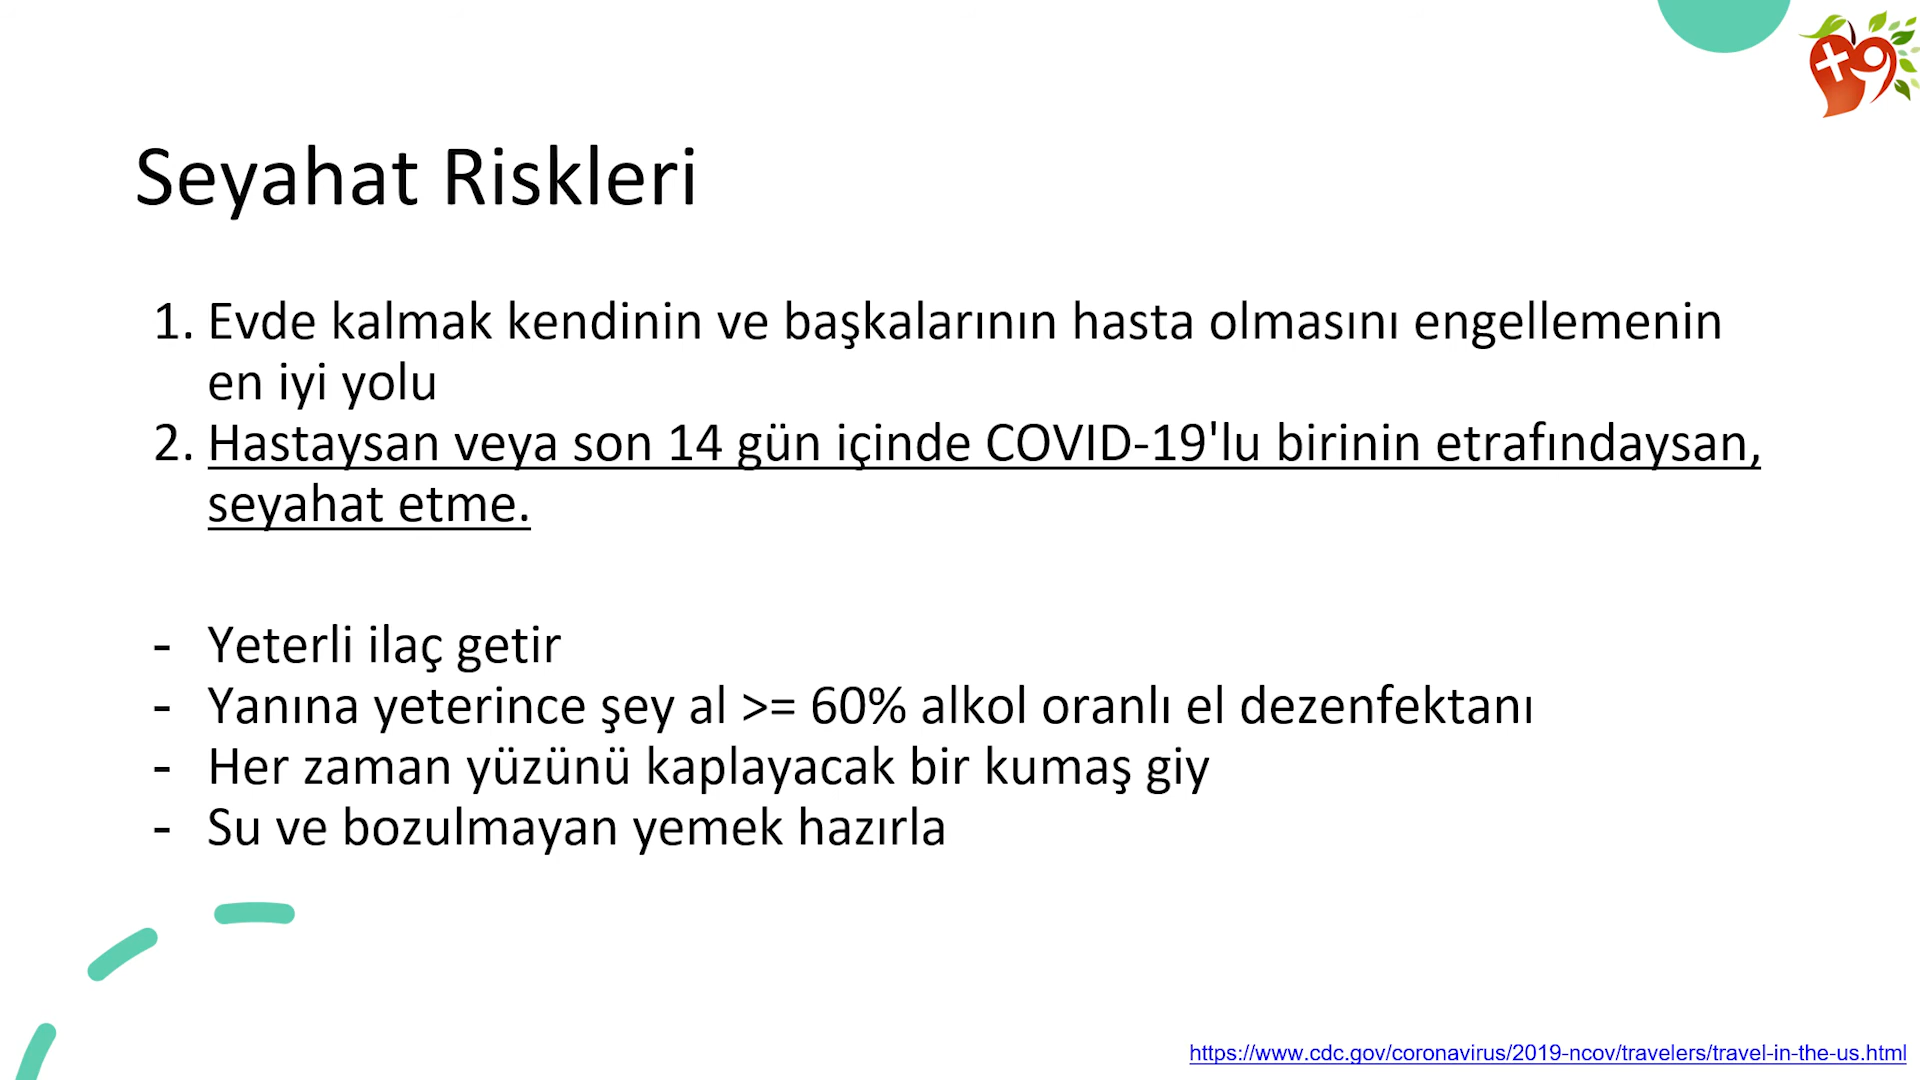 Seyahat Riskleri
1. Evde kalmak kendinin ve başkalarının hasta olmasını engellemenin
en iyi yolu
2. Hastaysan veya son 14 gün içinde COVID-19'lu birinin etrafındaysan,
seyahat etme.
- Yeterli ilaç getir
- Yanına yeterince şey al >= 60% alkol oranlı el dezenfektanı
- Her zaman yüzünü kaplayacak bir kumaş giy
- Su ve bozulmayan yemek hazırla
https://www.cdc.gov/coronavirus/2019-ncov/travelers/travel-in-the-us.html